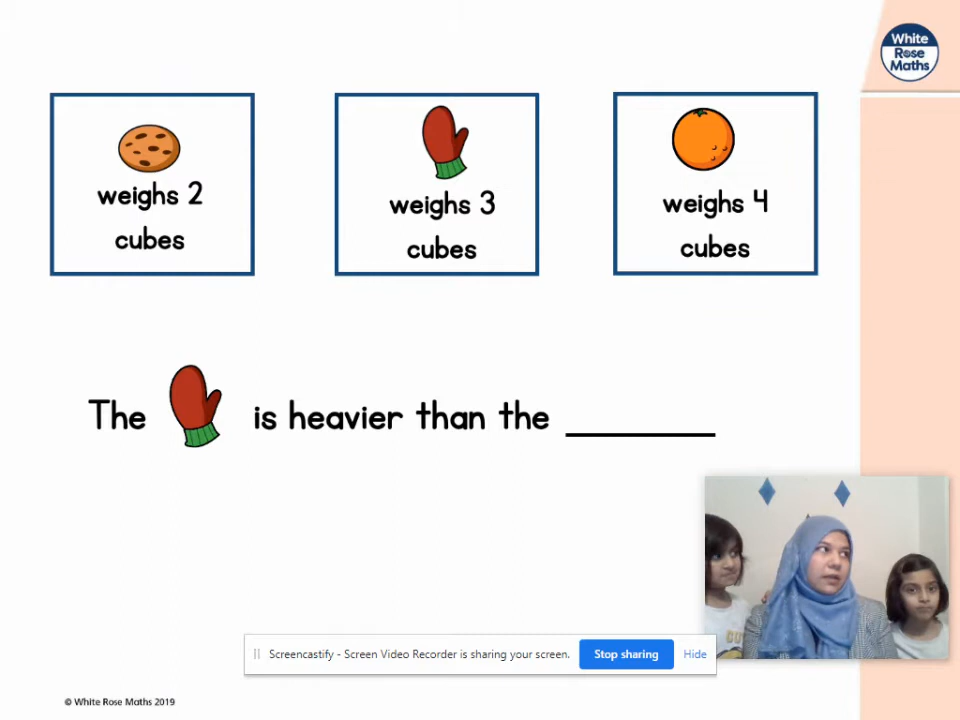 White
Rose
Maths
weighs 2
cubes
weighs 3
cubes
weighs 4
cubes
The is heavier than the ________
Screencastify - Screen Video Recorder is sharing your screen.
Stop sharing
Hide
© White Rose Maths 2019